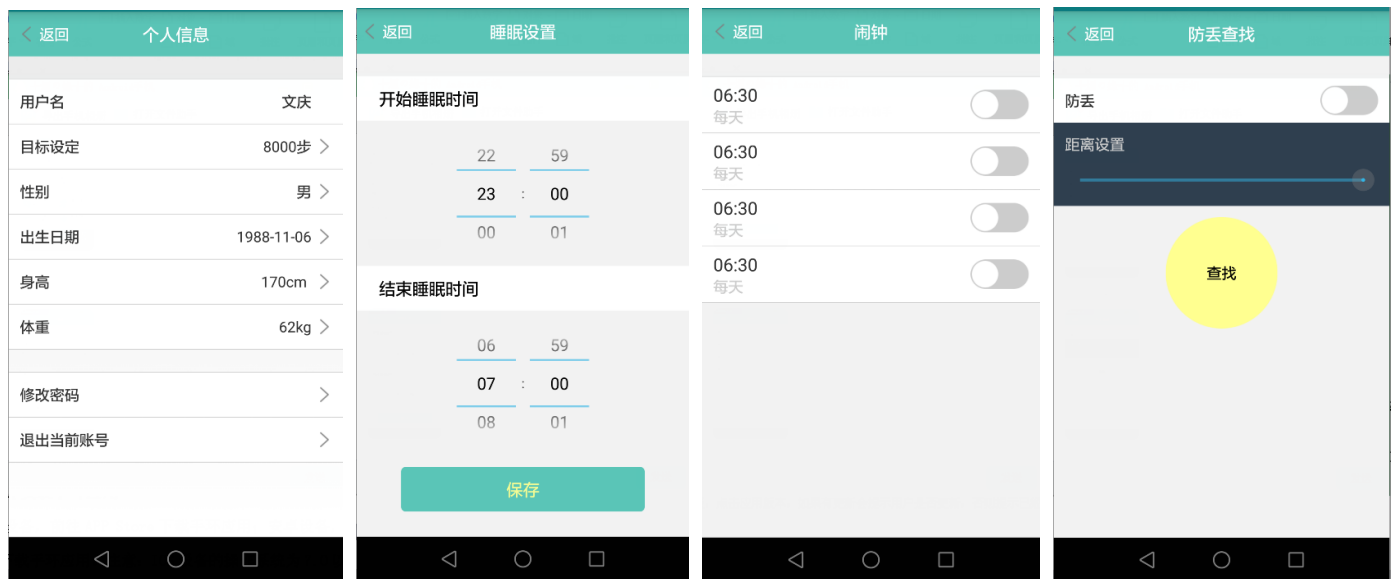 返回 个人信息
用户名 文庆
目标设定 8000步
性别 男
出生日期 1988-11-06
身高 170cm
体重 62kg
修改密码
退出当前账号
返回 睡眠设置
开始睡眠时间
22 59
23 : 00
00 01
结束睡眠时间
06 59
07 : 00
08 01
保存
返回 闹钟
06:30
每天
06:30
每天
06:30
每天
06:30
每天
返回 防丢查找
防丢
距离设置
查找